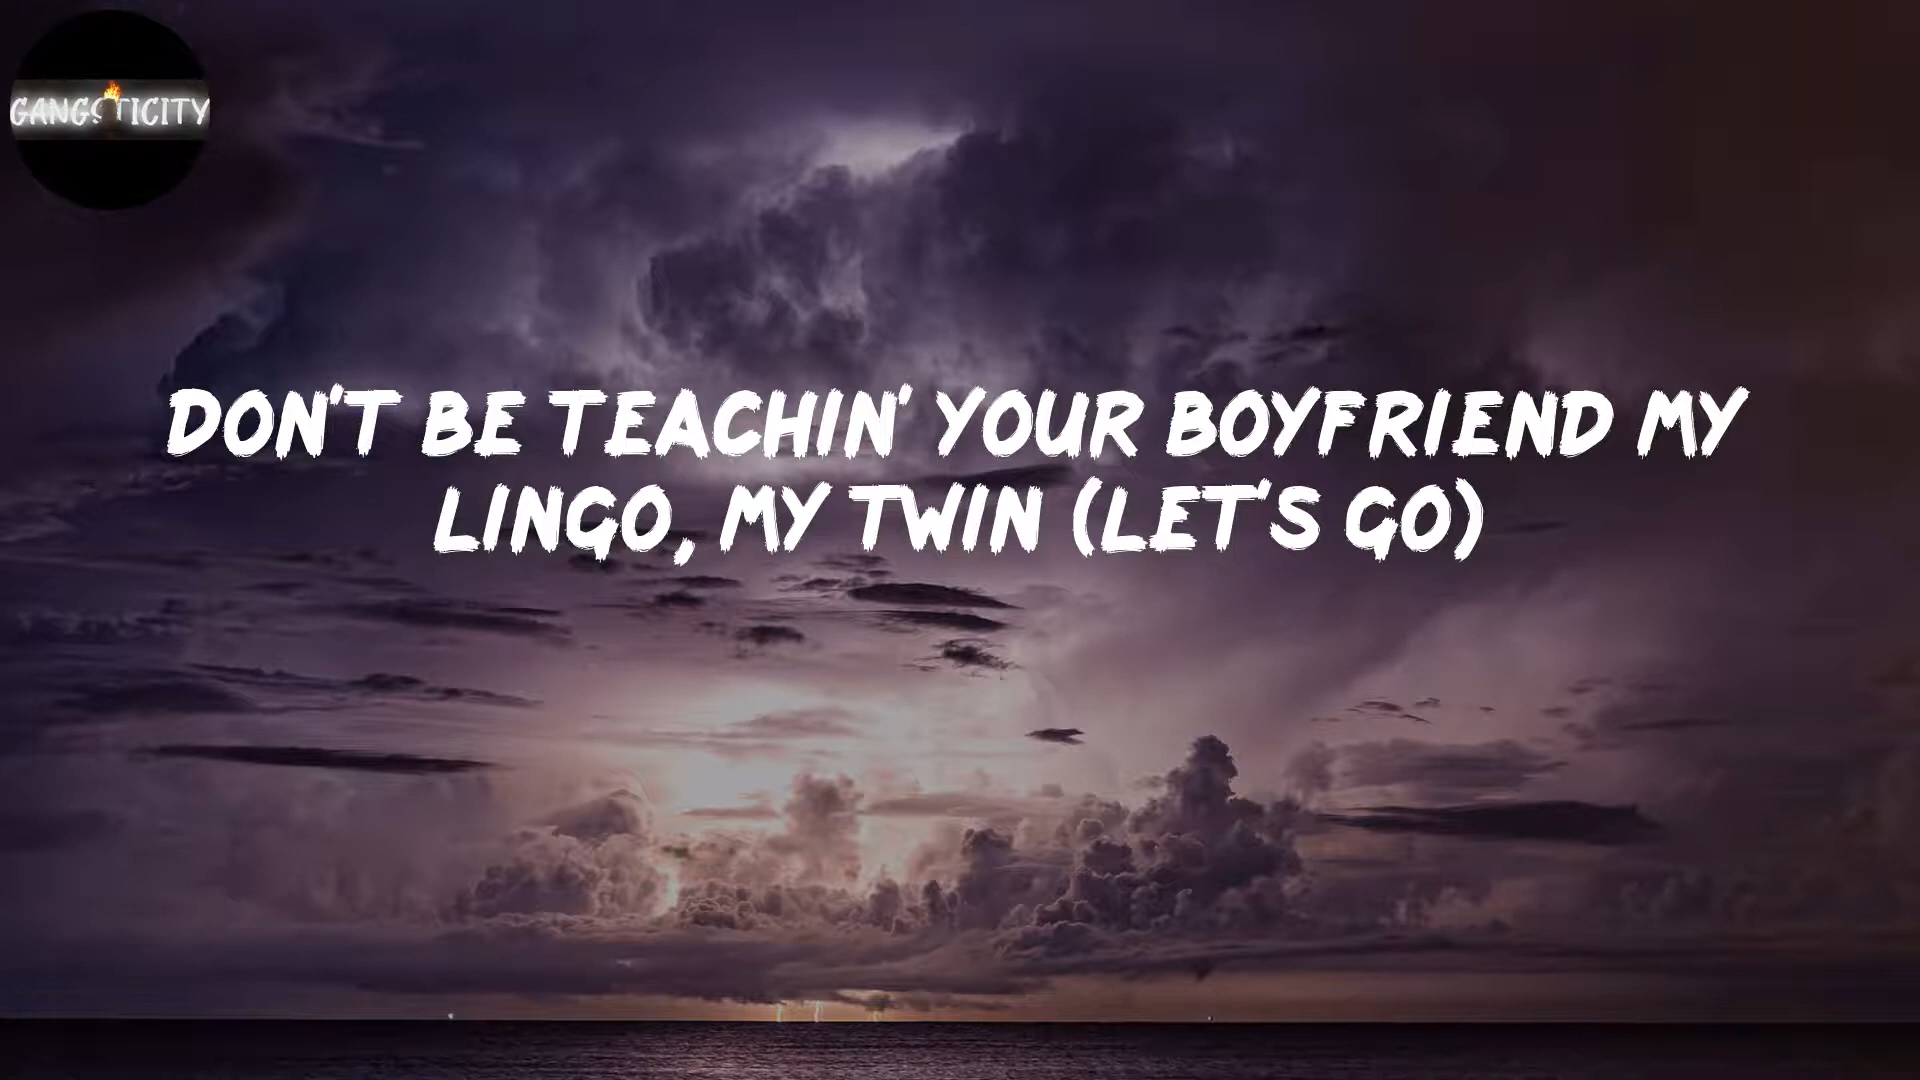 GANGSTICITY
DON'T BE TEACHIN' YOUR BOYFRIEND MY
LINGO, MY TWIN (LET'S GO)